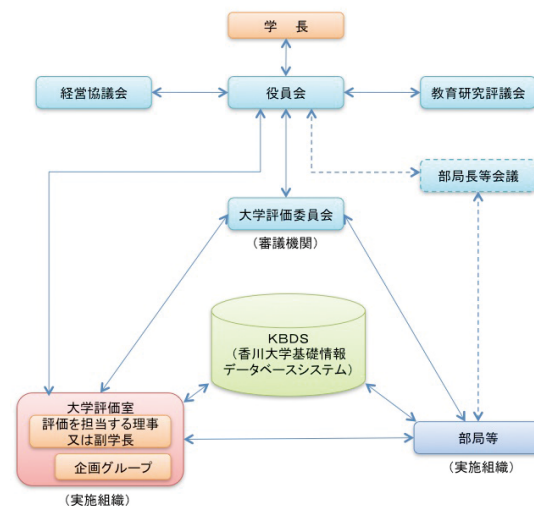 学　長
経営協議会
役員会
教育研究評議会
部局長等会議
大学評価委員会
(審議機関)
KBDS
(香川大学基礎情報
データベースシステム)
大学評価室
評価を担当する理事
又は副学長
企画グループ
(実施組織)
部局等
(実施組織)